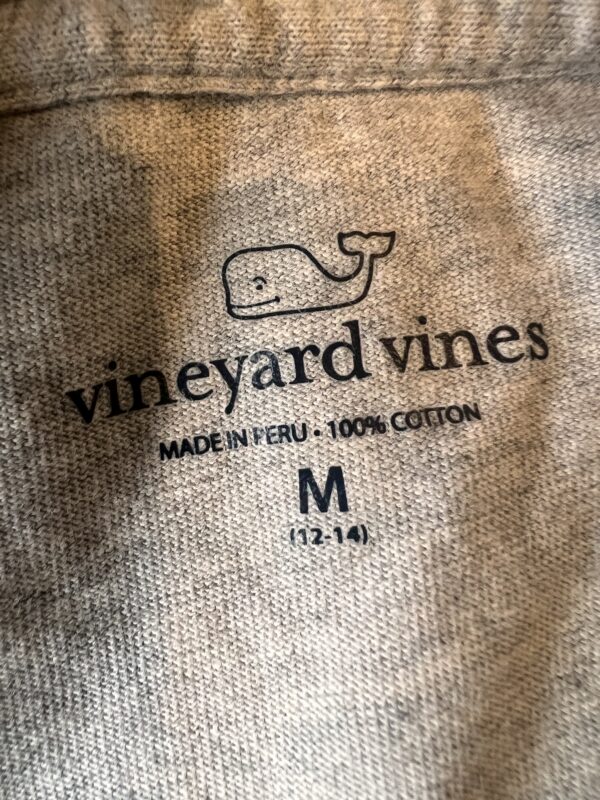 vineyard vines
MADE IN PERU • 100% COTTON
M
(12-14)